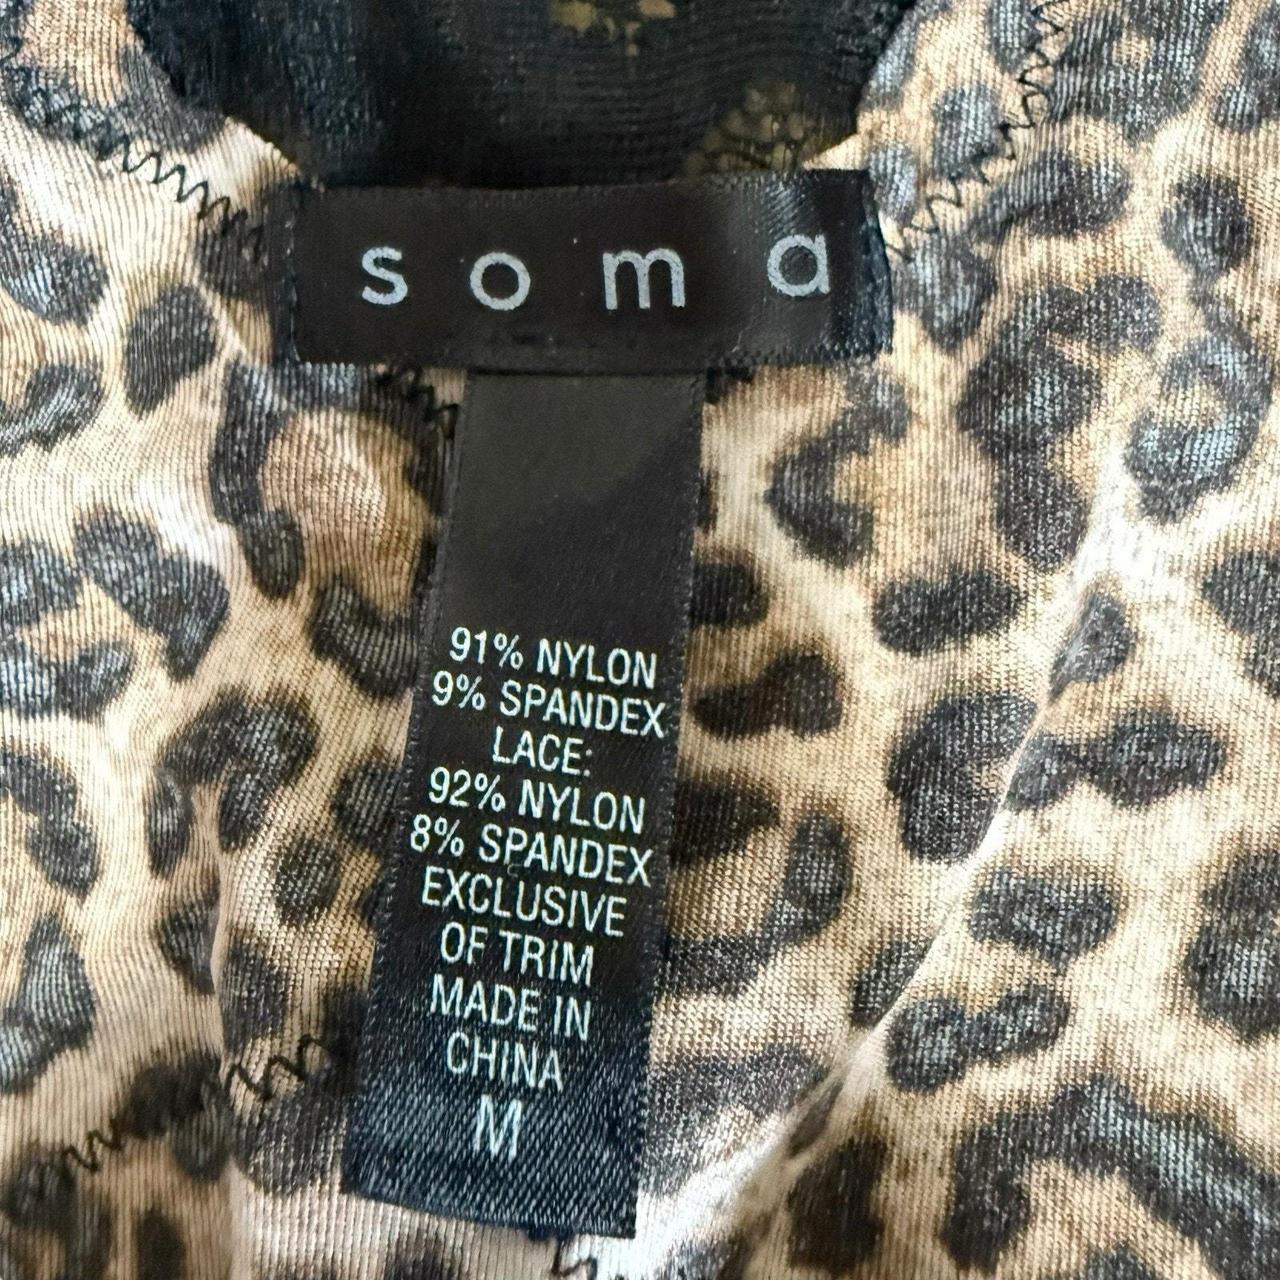 soma
91% NYLON
9% SPANDEX
LACE:
92% NYLON
8% SPANDEX
EXCLUSIVE
OF TRIM
MADE IN
CHINA
M